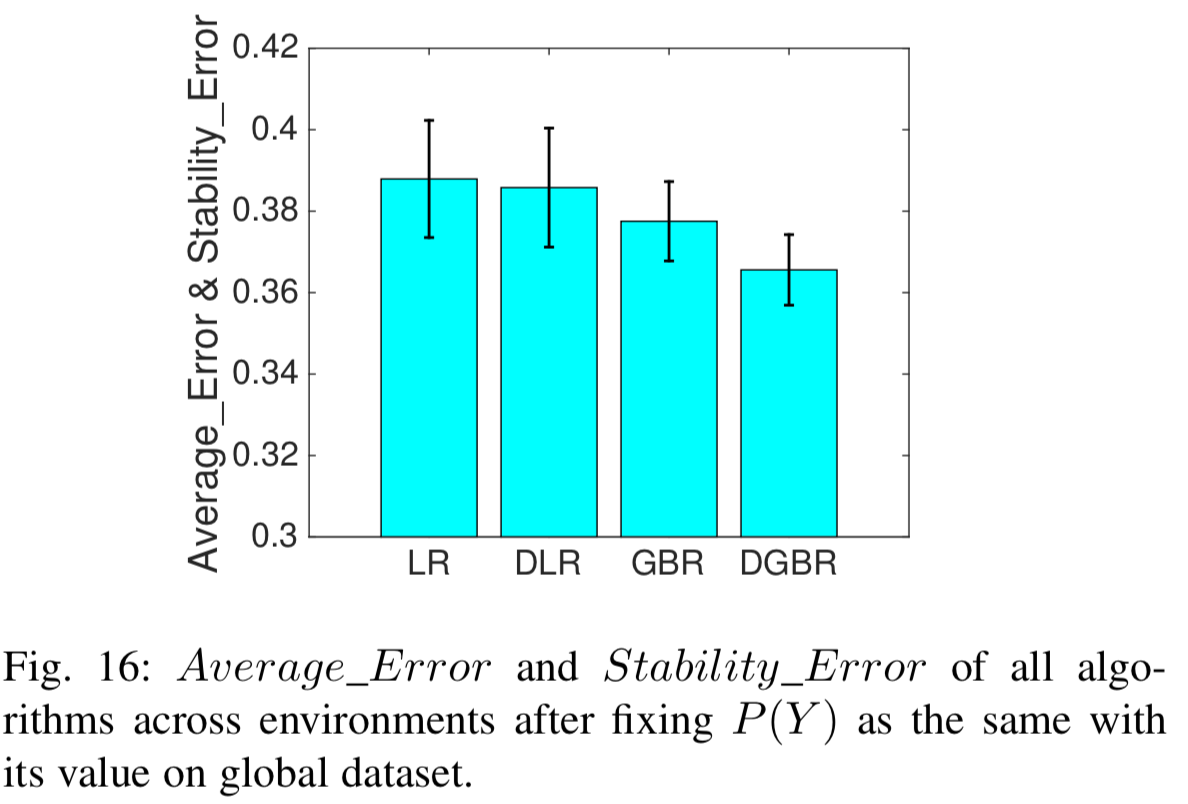 Average_Error & Stability_Error
0.42
0.4
0.38
0.36
0.34
0.32
0.3
LR DLR GBR DGBR
Fig. 16: Average_Error and Stability_Error of all algo-
rithms across environments after fixing P(Y) as the same with
its value on global dataset.